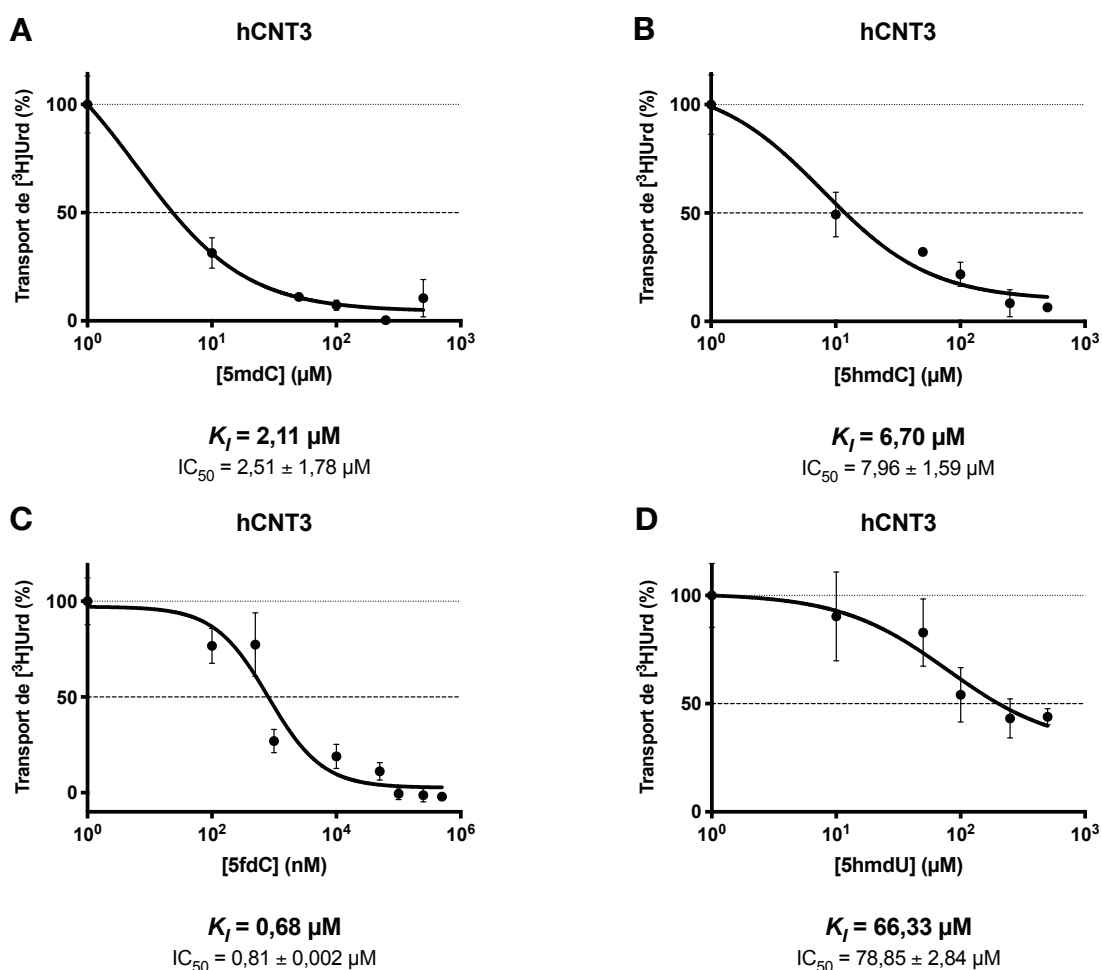 A
hCNT3
Transport de [³H]Urd (%)
100
50
0
10⁰ 10¹ 10² 10³
[5mdC] (µM)
K_I = 2,11 µM
IC₅₀ = 2,51 ± 1,78 µM
B
hCNT3
Transport de [³H]Urd (%)
100
50
0
10⁰ 10¹ 10² 10³
[5hmdC] (µM)
K_I = 6,70 µM
IC₅₀ = 7,96 ± 1,59 µM
C
hCNT3
Transport de [³H]Urd (%)
100
50
0
10⁰ 10² 10⁴ 10⁶
[5fdC] (nM)
K_I = 0,68 µM
IC₅₀ = 0,81 ± 0,002 µM
D
hCNT3
Transport de [³H]Urd (%)
100
50
0
10⁰ 10¹ 10² 10³
[5hmdU] (µM)
K_I = 66,33 µM
IC₅₀ = 78,85 ± 2,84 µM